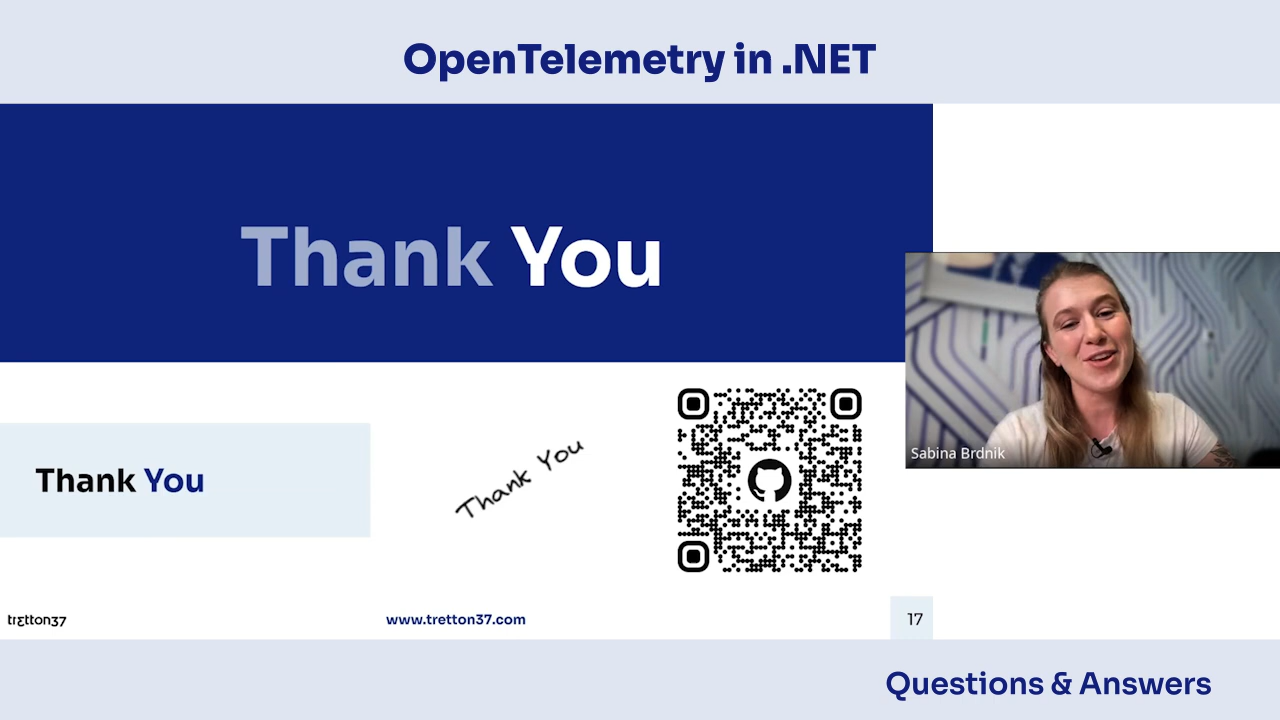 OpenTelemetry in .NET
Thank You
Sabina Brdnik
Thank You
Thank You
tretton37
www.tretton37.com
17
Questions & Answers